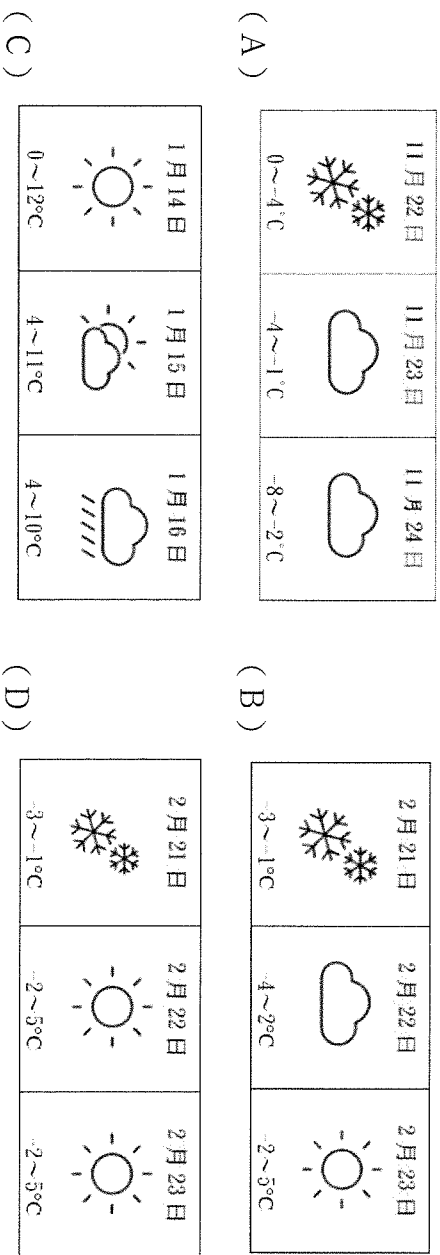 (A)
11月22日 11月23日 11月24日
0～-4℃ -4～-1℃ -8～-2℃
(B)
2月21日 2月22日 2月23日
-3～-1℃ -4～2℃ -2～5℃
(C)
1月14日 1月15日 1月16日
0～12℃ 4～11℃ 4～10℃
(D)
2月21日 2月22日 2月23日
-3～-1℃ -2～5℃ -2～5℃